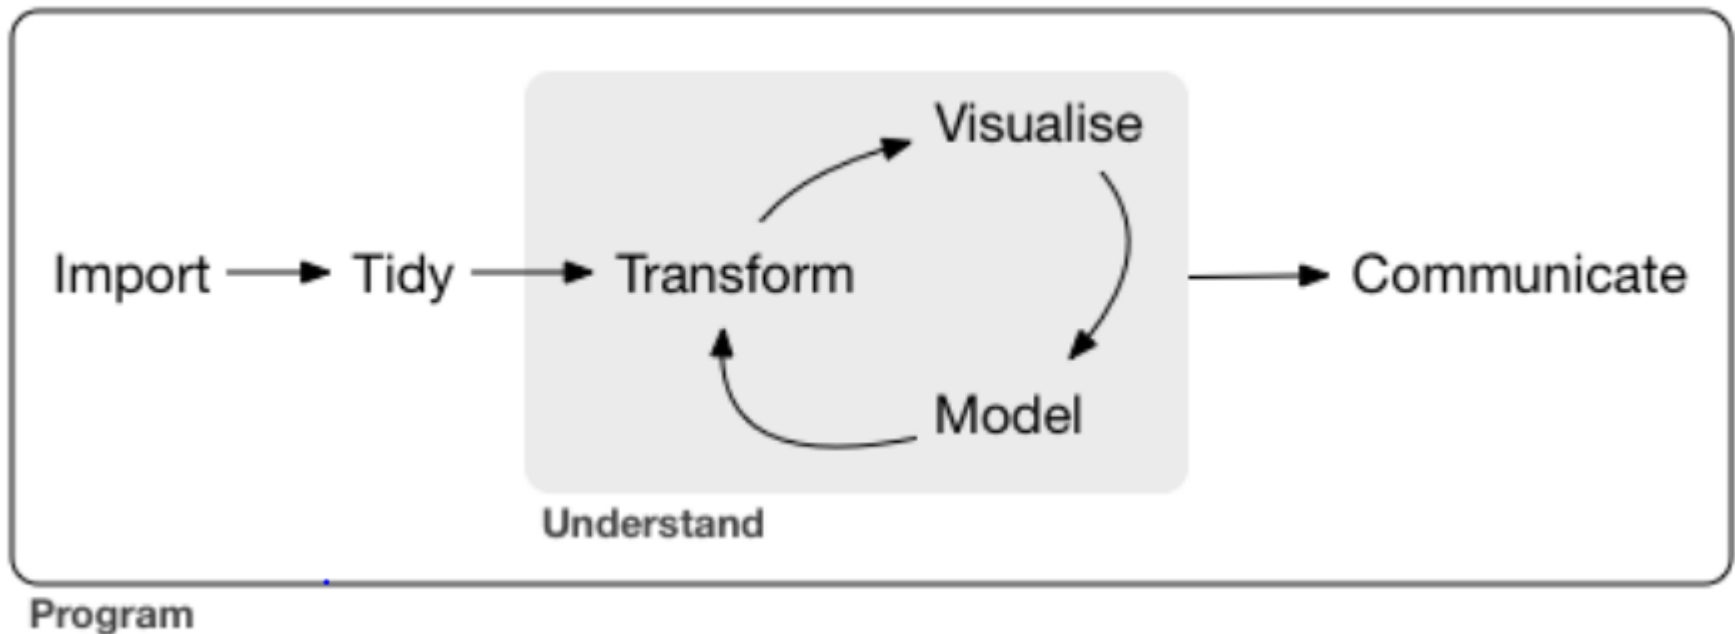 Visualise
Import
Tidy
Transform
Communicate
Model
Understand
Program